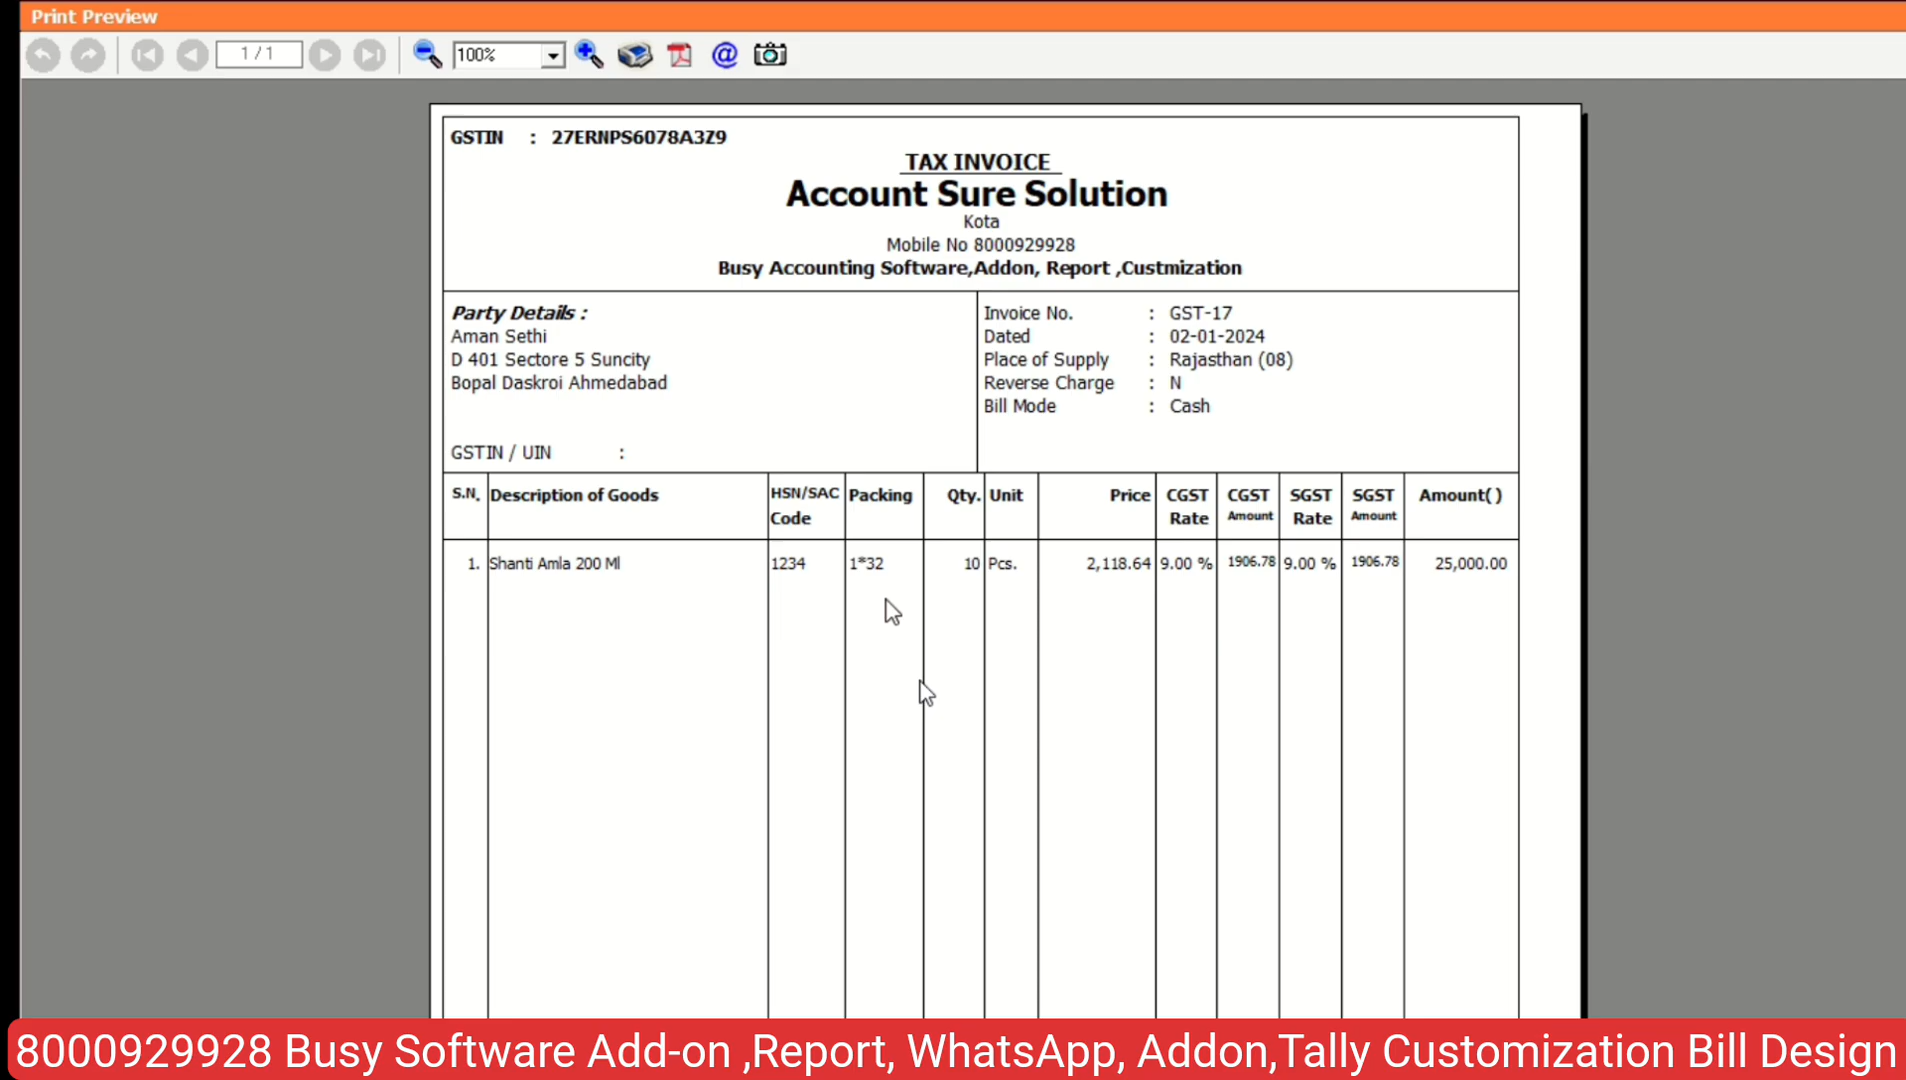 Print Preview
1 / 1
100%
GSTIN : 27ERNPS6078A3Z9
TAX INVOICE
Account Sure Solution
Kota
Mobile No 8000929928
Busy Accounting Software,Addon, Report ,Custmization
Party Details :
Aman Sethi
D 401 Sectore 5 Suncity
Bopal Daskroi Ahmedabad
GSTIN / UIN :
Invoice No. : GST-17
Dated : 02-01-2024
Place of Supply : Rajasthan (08)
Reverse Charge : N
Bill Mode : Cash
S.N. Description of Goods HSN/SAC Code Packing Qty. Unit Price CGST Rate CGST Amount SGST Rate SGST Amount Amount( )
1. Shanti Amla 200 Ml 1234 1*32 10 Pcs. 2,118.64 9.00 % 1906.78 9.00 % 1906.78 25,000.00
8000929928 Busy Software Add-on ,Report, WhatsApp, Addon,Tally Customization Bill Design